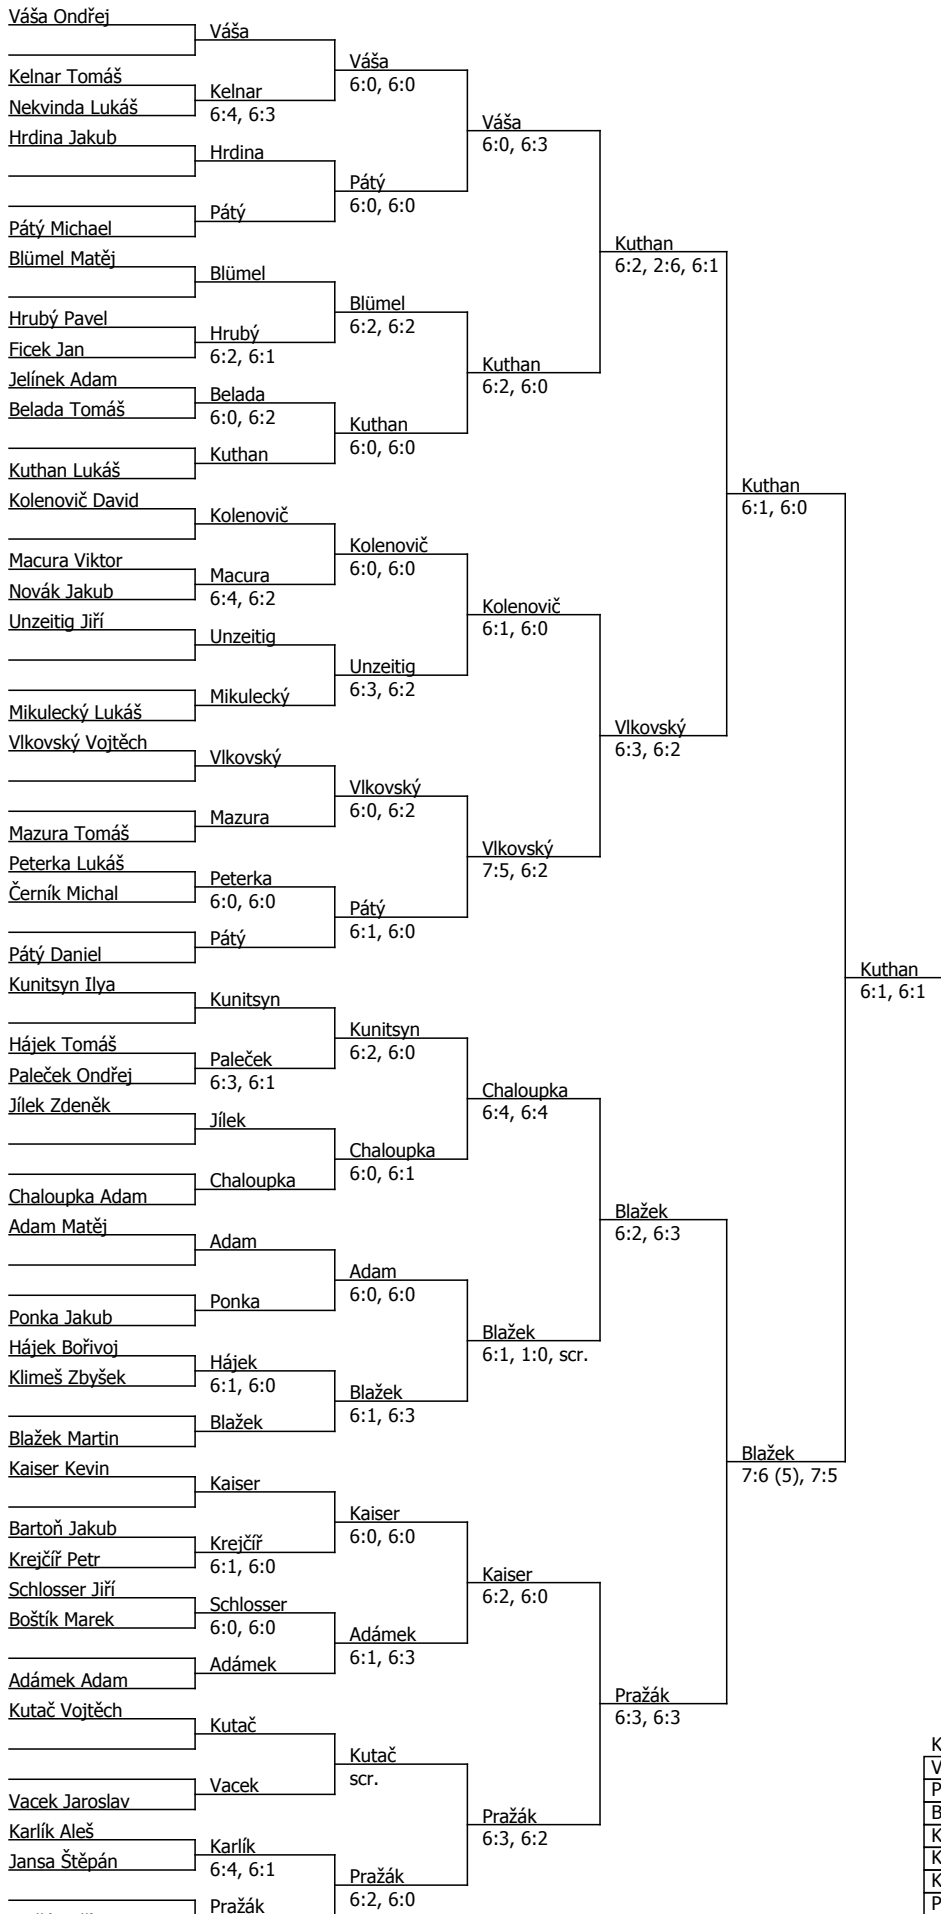 Váša Ondřej
Kelnar Tomáš
Nekvinda Lukáš
Hrdina Jakub
Pátý Michael
Blümel Matěj
Hrubý Pavel
Ficek Jan
Jelínek Adam
Belada Tomáš
Kuthan Lukáš
Kolenovič David
Macura Viktor
Novák Jakub
Unzeitig Jiří
Mikulecký Lukáš
Vlkovský Vojtěch
Mazura Tomáš
Peterka Lukáš
Černík Michal
Pátý Daniel
Kunitsyn Ilya
Hájek Tomáš
Paleček Ondřej
Jílek Zdeněk
Chaloupka Adam
Adam Matěj
Ponka Jakub
Hájek Bořivoj
Klimeš Zbyšek
Blažek Martin
Kaiser Kevin
Bartoň Jakub
Krejčíř Petr
Schlosser Jiří
Boštík Marek
Adámek Adam
Kutač Vojtěch
Vacek Jaroslav
Karlík Aleš
Jansa Štěpán
Váša
Kelnar
6:4, 6:3
Hrdina
Pátý
Blümel
Hrubý
6:2, 6:1
Belada
6:0, 6:2
Kuthan
Kolenovič
Macura
6:4, 6:2
Unzeitig
Mikulecký
Vlkovský
Mazura
Peterka
6:0, 6:0
Pátý
Kunitsyn
Paleček
6:3, 6:1
Jílek
Chaloupka
Adam
Ponka
Hájek
6:1, 6:0
Blažek
Kaiser
Krejčíř
6:1, 6:0
Schlosser
6:0, 6:0
Adámek
Kutač
Vacek
Karlík
6:4, 6:1
Pražák
Váša
6:0, 6:0
Pátý
6:0, 6:0
Blümel
6:2, 6:2
Kuthan
6:0, 6:0
Kolenovič
6:0, 6:0
Unzeitig
6:3, 6:2
Vlkovský
6:0, 6:2
Pátý
6:1, 6:0
Kunitsyn
6:2, 6:0
Chaloupka
6:0, 6:1
Adam
6:0, 6:0
Blažek
6:1, 6:3
Kaiser
6:0, 6:0
Adámek
6:1, 6:3
Kutač
scr.
Pražák
6:2, 6:0
Váša
6:0, 6:3
Kuthan
6:2, 6:0
Kolenovič
6:1, 6:0
Vlkovský
7:5, 6:2
Chaloupka
6:4, 6:4
Blažek
6:1, 1:0, scr.
Kaiser
6:2, 6:0
Pražák
6:3, 6:2
Kuthan
6:2, 2:6, 6:1
Vlkovský
6:3, 6:2
Blažek
6:2, 6:3
Pražák
6:3, 6:3
Kuthan
6:1, 6:0
Blažek
7:6 (5), 7:5
Kuthan
6:1, 6:1
K
V
P
B
K
K
K
P